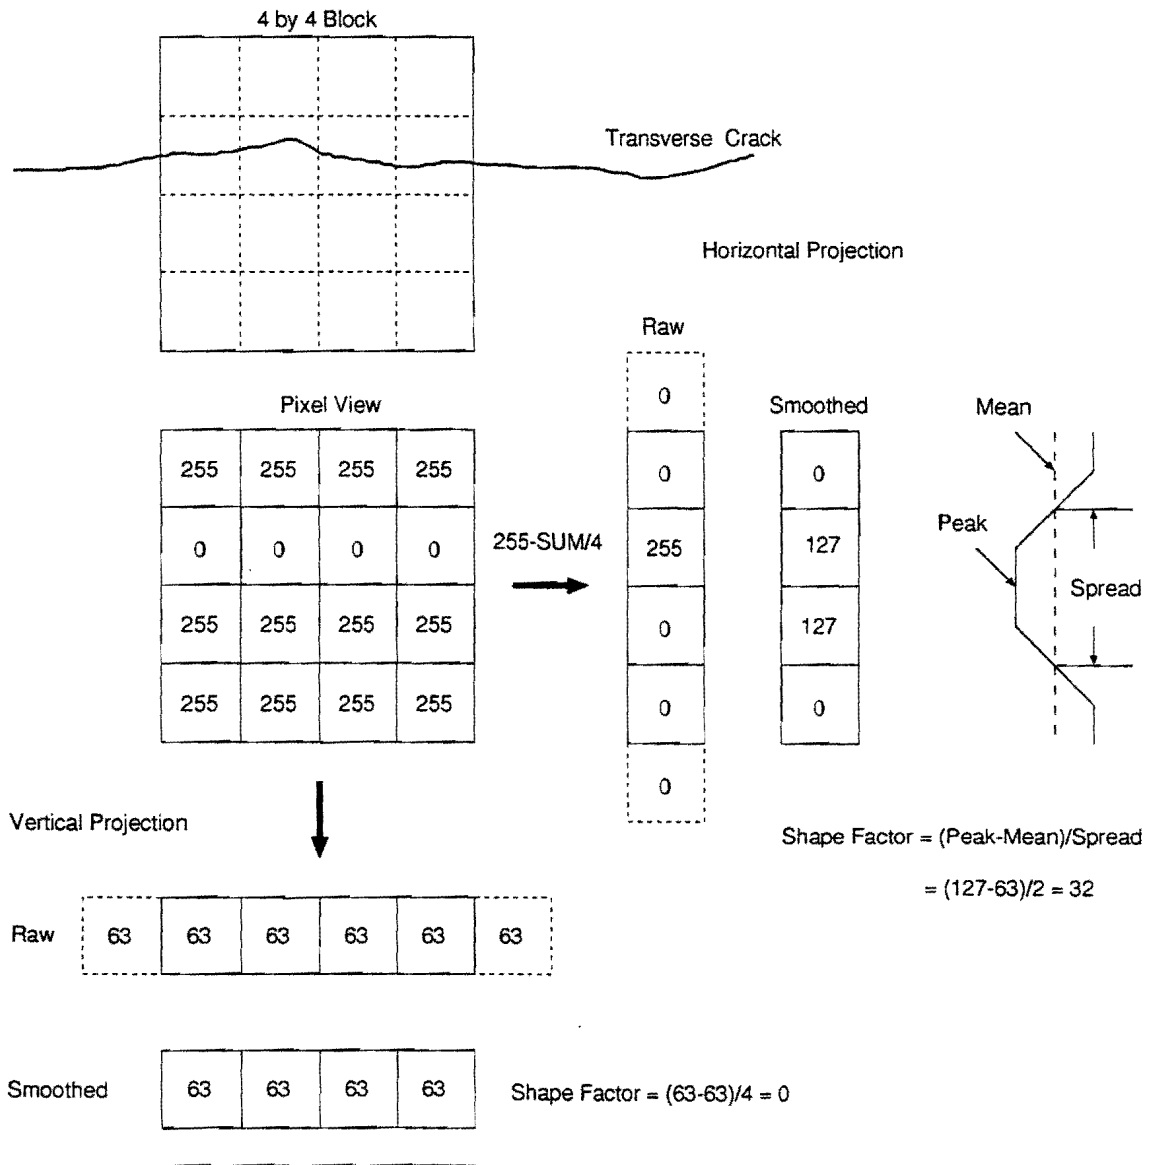 4 by 4 Block
Transverse Crack
Horizontal Projection
Raw
0
Pixel View
Smoothed
Mean
255 255 255 255
0
0
Peak
0 0 0 0
255-SUM/4
255
127
Spread
255 255 255 255
0
127
255 255 255 255
0
0
0
Vertical Projection
Shape Factor = (Peak-Mean)/Spread
= (127-63)/2 = 32
Raw 63 63 63 63 63 63
Smoothed 63 63 63 63 Shape Factor = (63-63)/4 = 0